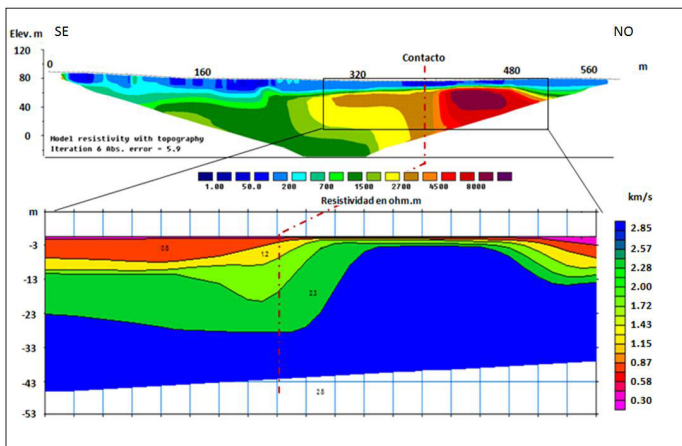 Elev. m SE NO
120
80
40
0
0 160 320 480 560 m
Contacto
Model resistivity with topography
Iteration 6 Abs. error = 5.9
1.00 50.0 200 700 1500 2700 4500 8000
Resistividad en ohm.m
m
-3
-13
-23
-33
-43
-53
0.6
1.2
2.3
km/s
2.85
2.57
2.28
2.00
1.72
1.43
1.15
0.87
0.58
0.30